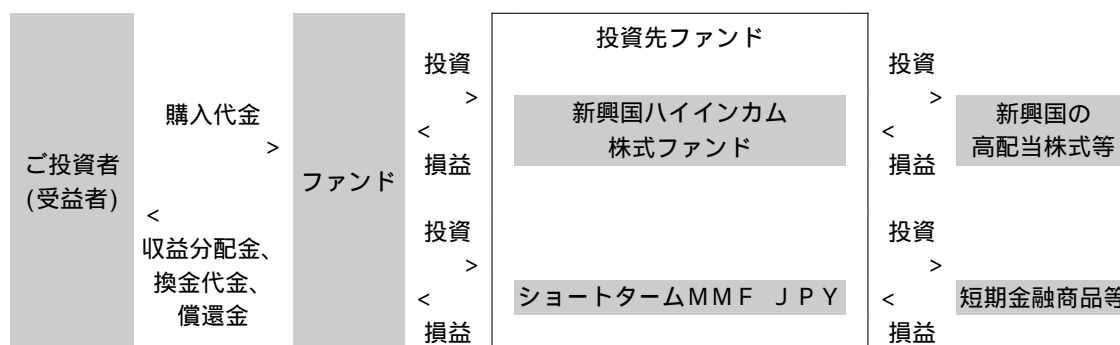 ご投資者
(受益者)
購入代金
>
<
収益分配金、
換金代金、
償還金
ファンド
投資
>
<
損益
投資
>
<
損益
投資先ファンド
新興国ハイインカム
株式ファンド
ショートタームMMF JPY
投資
>
<
損益
投資
>
<
損益
新興国の
高配当株式等
短期金融商品等